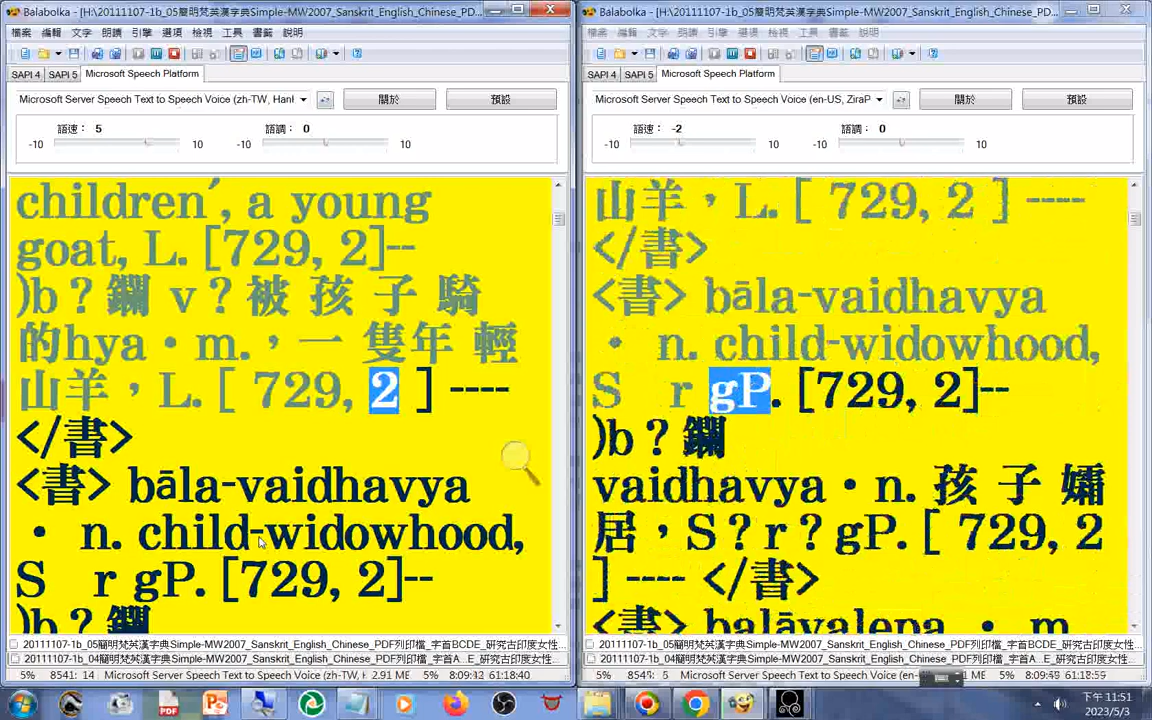 Balabolka - [H:\20111107-1b_05簡明梵英漢字典Simple-MW2007_Sanskrit_English_Chinese_PD...
檔案 編輯 文字 朗讀 引擎 選項 檢視 工具 書籤 說明
SAPI 4 SAPI 5 Microsoft Speech Platform
Microsoft Server Speech Text to Speech Voice (zh-TW, Hanl
關於 預設
語速： 5 語調： 0
-10 10 -10 10
children´, a young
goat, L. [729, 2]--
)b？鑭 v？被 孩 子 騎
的hya•m.，一 隻年 輕
山羊，L.[ 729, 2 ] ----
</書>
<書> bāla-vaidhavya
• n. child-widowhood,
S r gP. [729, 2]--
)b？鑭
20111107-1b_05簡明梵英漢字典Simple-MW2007_Sanskrit_English_Chinese_PDF列印檔_字首BCDE_研究古印度女性...
20111107-1b_04簡明梵英漢字典Simple-MW2007_Sanskrit_English_Chinese_PDF列印檔_字首A...E_研究古印度女性...
5% 8541: 14 Microsoft Server Speech Text to Speech Voice (zh-TW, H 2.91 MB 5% 8:09:42 61:18:40
Balabolka - [H:\20111107-1b_05簡明梵英漢字典Simple-MW2007_Sanskrit_English_Chinese_PD...
檔案 編輯 文字 朗讀 引擎 選項 檢視 工具 書籤 說明
SAPI 4 SAPI 5 Microsoft Speech Platform
Microsoft Server Speech Text to Speech Voice (en-US, ZiraP
關於 預設
語速： -2 語調： 0
-10 10 -10 10
山羊，L.[ 729, 2 ] ----
</書>
<書> bāla-vaidhavya
• n. child-widowhood,
S r gP. [729, 2]--
)b？鑭
vaidhavya•n. 孩 子 孀
居，S？r？gP.[ 729, 2
] ---- </書>
<書> balāvalepa • m
20111107-1b_05簡明梵英漢字典Simple-MW2007_Sanskrit_English_Chinese_PDF列印檔_字首BCDE_研究古印度女性...
20111107-1b_04簡明梵英漢字典Simple-MW2007_Sanskrit_English_Chinese_PDF列印檔_字首A...E_研究古印度女性...
5% Microsoft Server Speech Text to Speech Voice (en-US, Z ME 5% 61:18:59
下午 11:51
2023/5/3